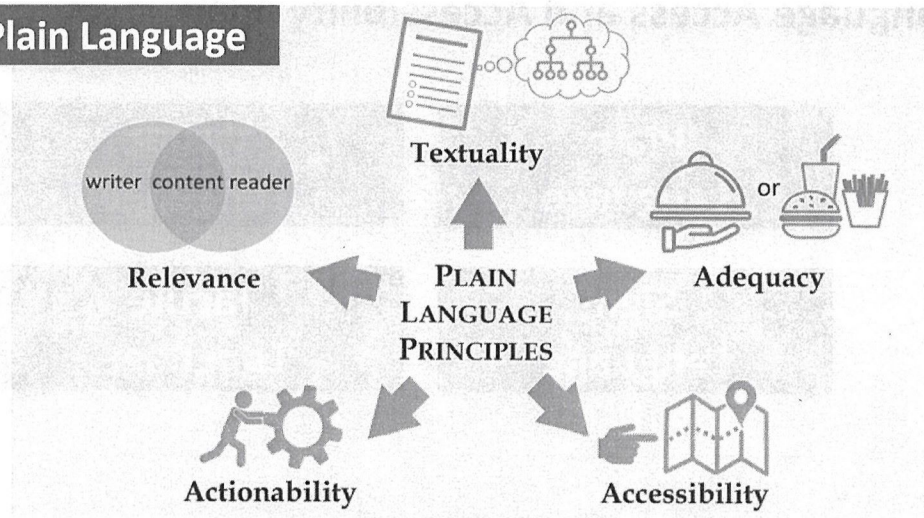 Plain Language
Textuality
writer content reader
or
Relevance
Adequacy
PLAIN
LANGUAGE
PRINCIPLES
Actionability
Accessibility